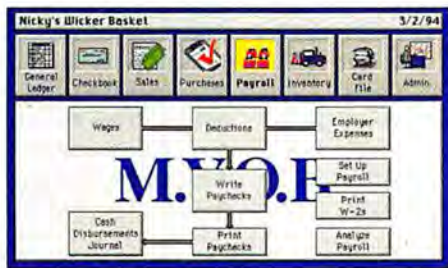 Nicky's Wicker Basket 3/2/94
General Ledger
Checkbook
Sales
Purchases
Payroll
Inventory
Card File
Admin.
Wages
Deductions
Employer Expenses
M.Y.O.B
Set Up Payroll
Write Paychecks
Print W-2s
Cash Disbursements Journal
Print Paychecks
Analyze Payroll